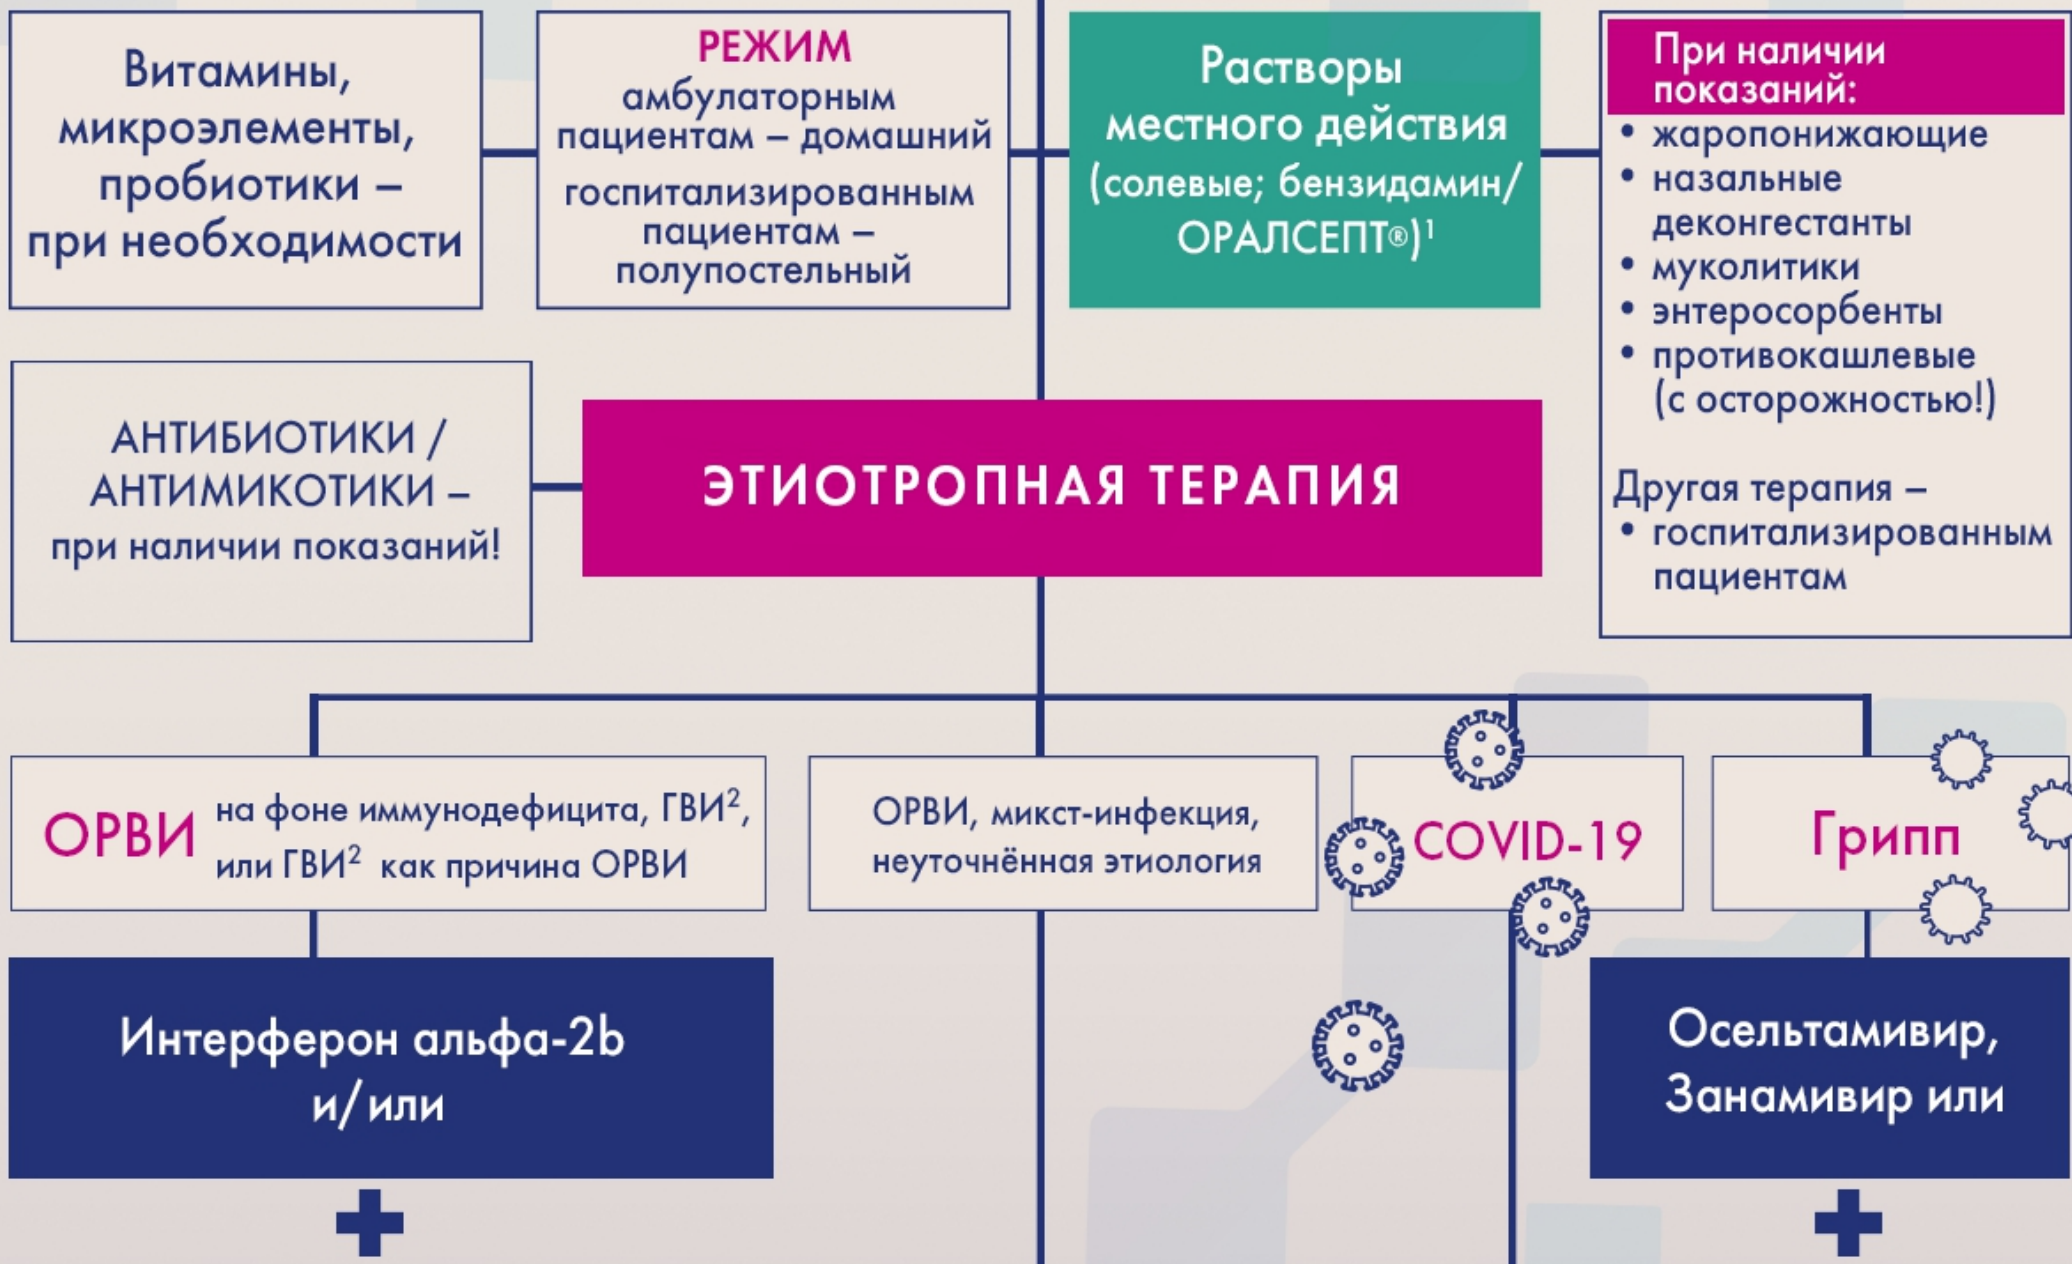 Витамины,
микроэлементы,
пробиотики –
при необходимости
РЕЖИМ
амбулаторным
пациентам – домашний
госпитализированным
пациентам –
полупостельный
Растворы
местного действия
(солевые; бензидамин/
ОРАЛСЕПТ®)¹
При наличии
показаний:
• жаропонижающие
• назальные
деконгестанты
• муколитики
• энтеросорбенты
• противокашлевые
(с осторожностью!)
Другая терапия –
• госпитализированным
пациентам
АНТИБИОТИКИ /
АНТИМИКОТИКИ –
при наличии показаний!
ЭТИОТРОПНАЯ ТЕРАПИЯ
ОРВИ
на фоне иммунодефицита, ГВИ²,
или ГВИ² как причина ОРВИ
ОРВИ, микст-инфекция,
неуточнённая этиология
COVID-19
Грипп
Интерферон альфа-2b
и/или
Осельтамивир,
Занамивир или